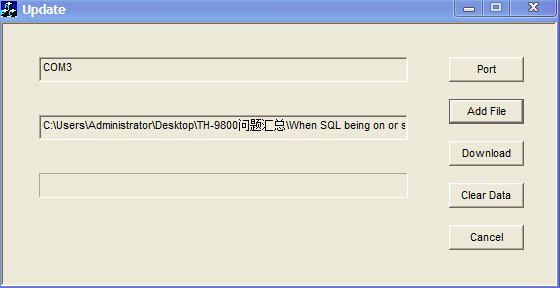 Update
COM3
Port
Add File
C:\Users\Administrator\Desktop\TH-9800问题汇总\When SQL being on or s
Download
Clear Data
Cancel